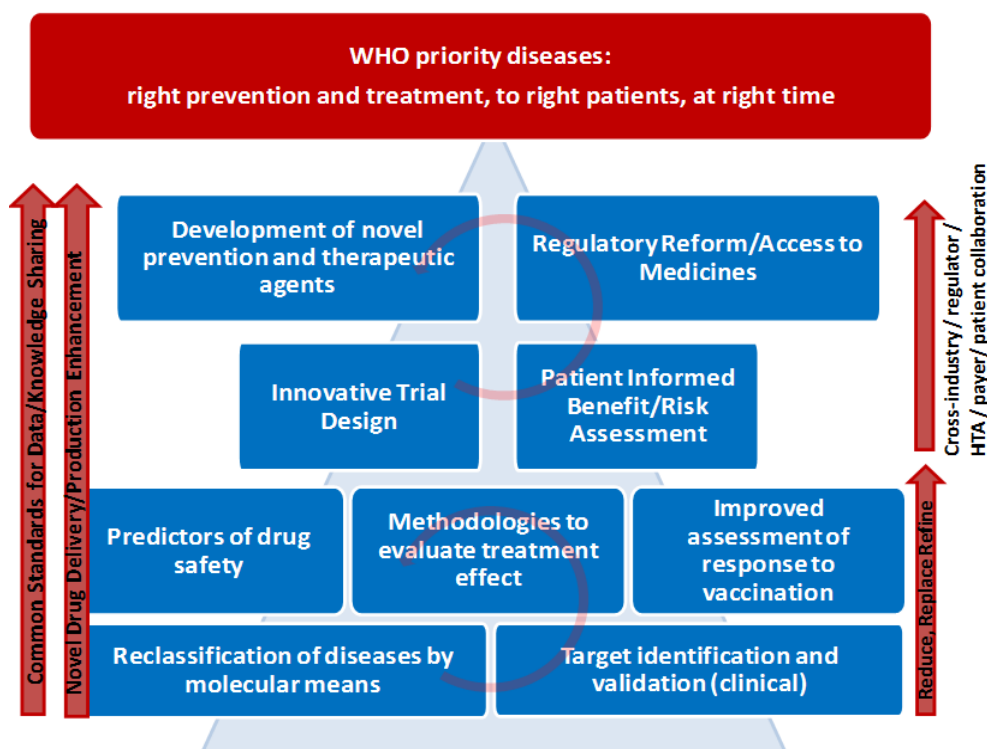 WHO priority diseases:
right prevention and treatment, to right patients, at right time
Common Standards for Data/Knowledge Sharing
Novel Drug Delivery/Production Enhancement
Development of novel
prevention and therapeutic
agents
Regulatory Reform/Access to
Medicines
Innovative Trial
Design
Patient Informed
Benefit/Risk
Assessment
Predictors of drug
safety
Methodologies to
evaluate treatment
effect
Improved
assessment of
response to
vaccination
Reclassification of diseases by
molecular means
Target identification and
validation (clinical)
Cross-industry / regulator /
HTA / payer/ patient collaboration
Reduce, Replace Refine